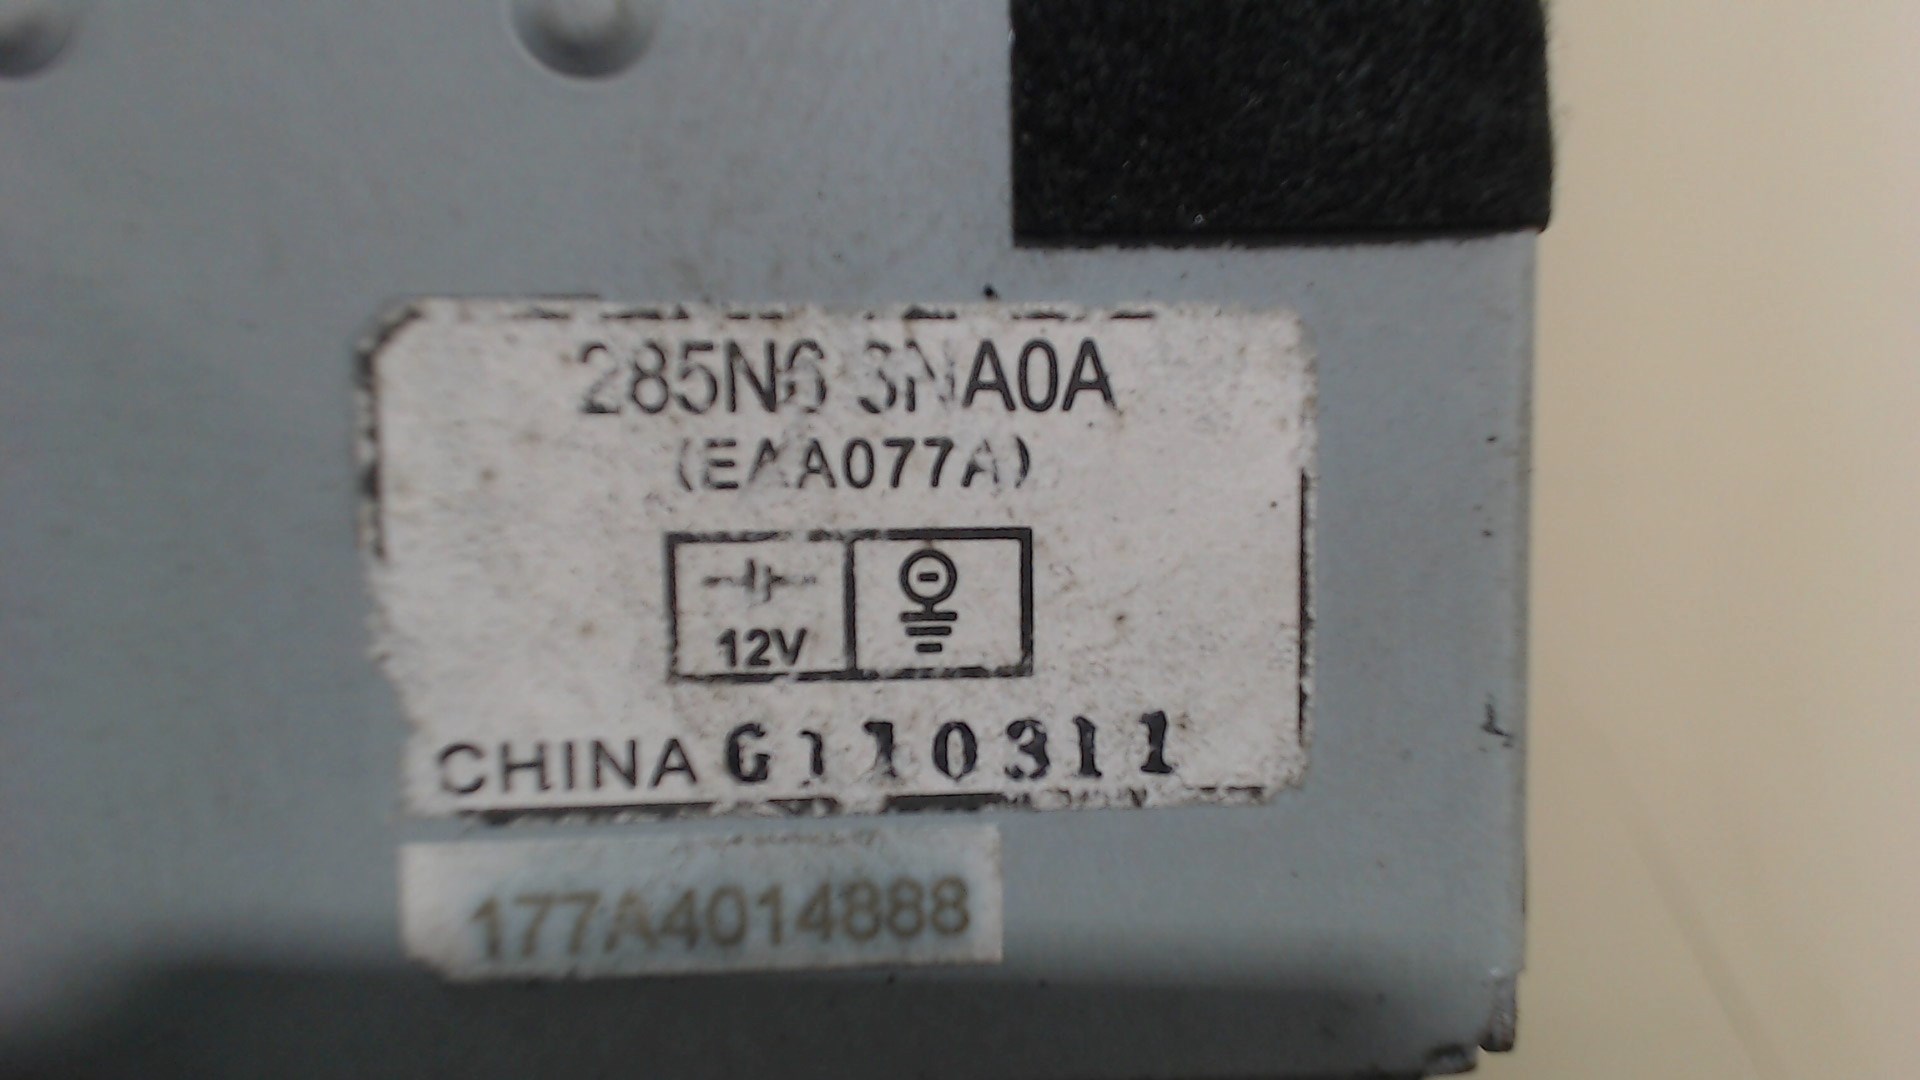 285N6 3NA0A
(EAA077A)
12V
CHINA G110311
177A4014888